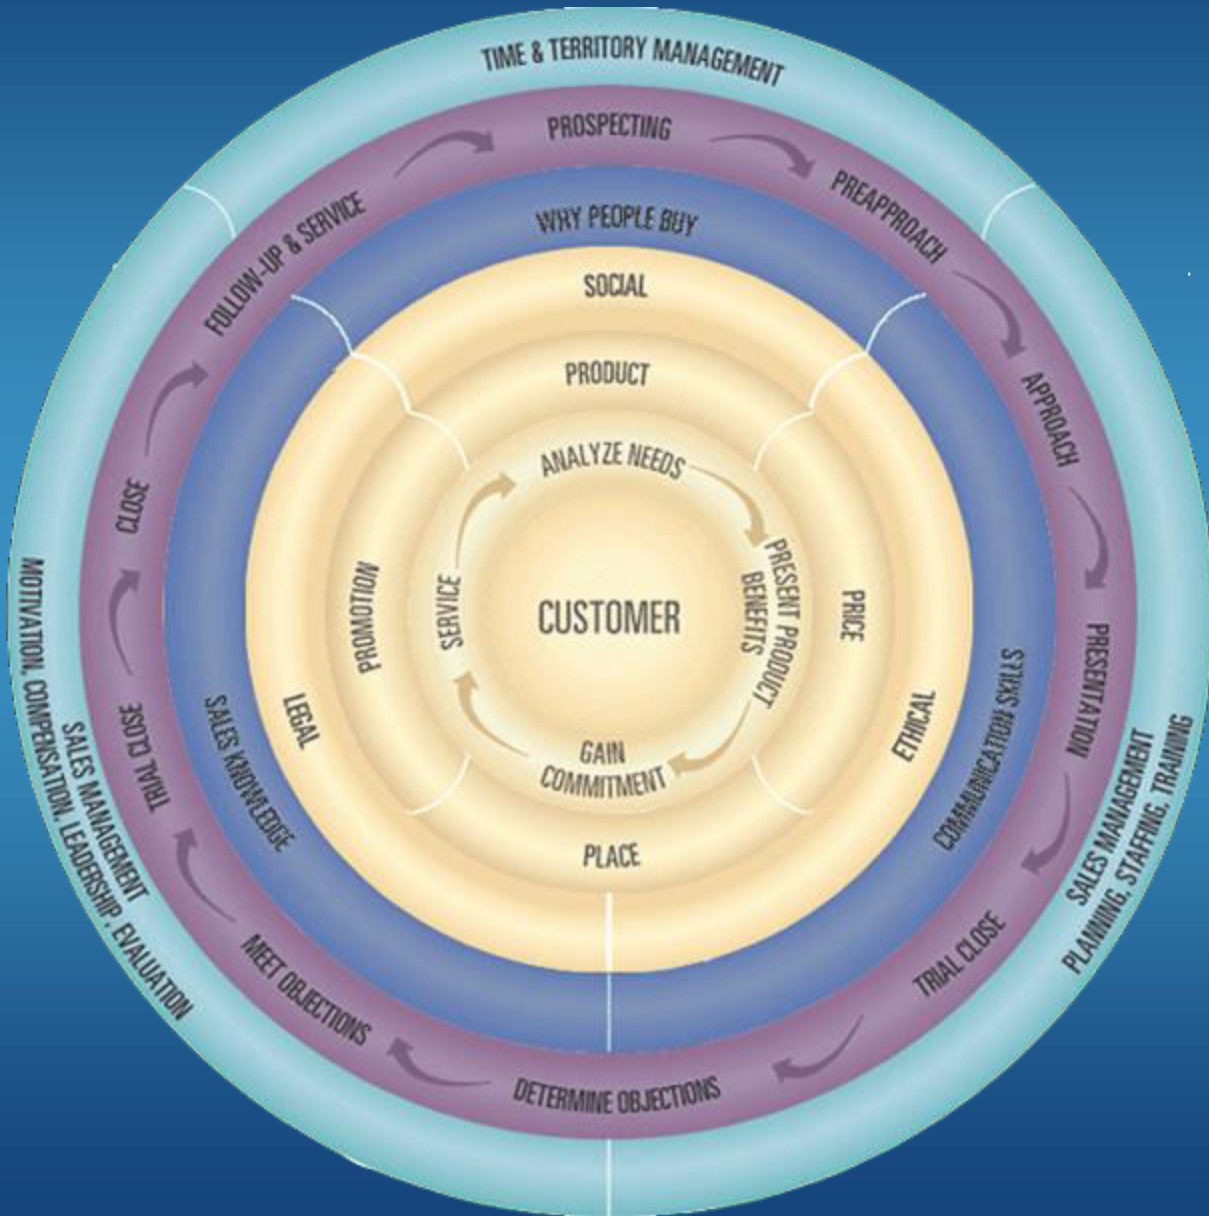 TIME & TERRITORY MANAGEMENT
SALES MANAGEMENT
PLANNING, STAFFING, TRAINING
SALES MANAGEMENT
MOTIVATION, COMPENSATION, LEADERSHIP, EVALUATION
PROSPECTING
PREAPPROACH
APPROACH
PRESENTATION
TRIAL CLOSE
DETERMINE OBJECTIONS
MEET OBJECTIONS
TRIAL CLOSE
CLOSE
FOLLOW-UP & SERVICE
WHY PEOPLE BUY
COMMUNICATION SKILLS
SALES KNOWLEDGE
SOCIAL
ETHICAL
LEGAL
PRODUCT
PRICE
PLACE
PROMOTION
ANALYZE NEEDS
PRESENT PRODUCT
BENEFITS
GAIN
COMMITMENT
SERVICE
CUSTOMER